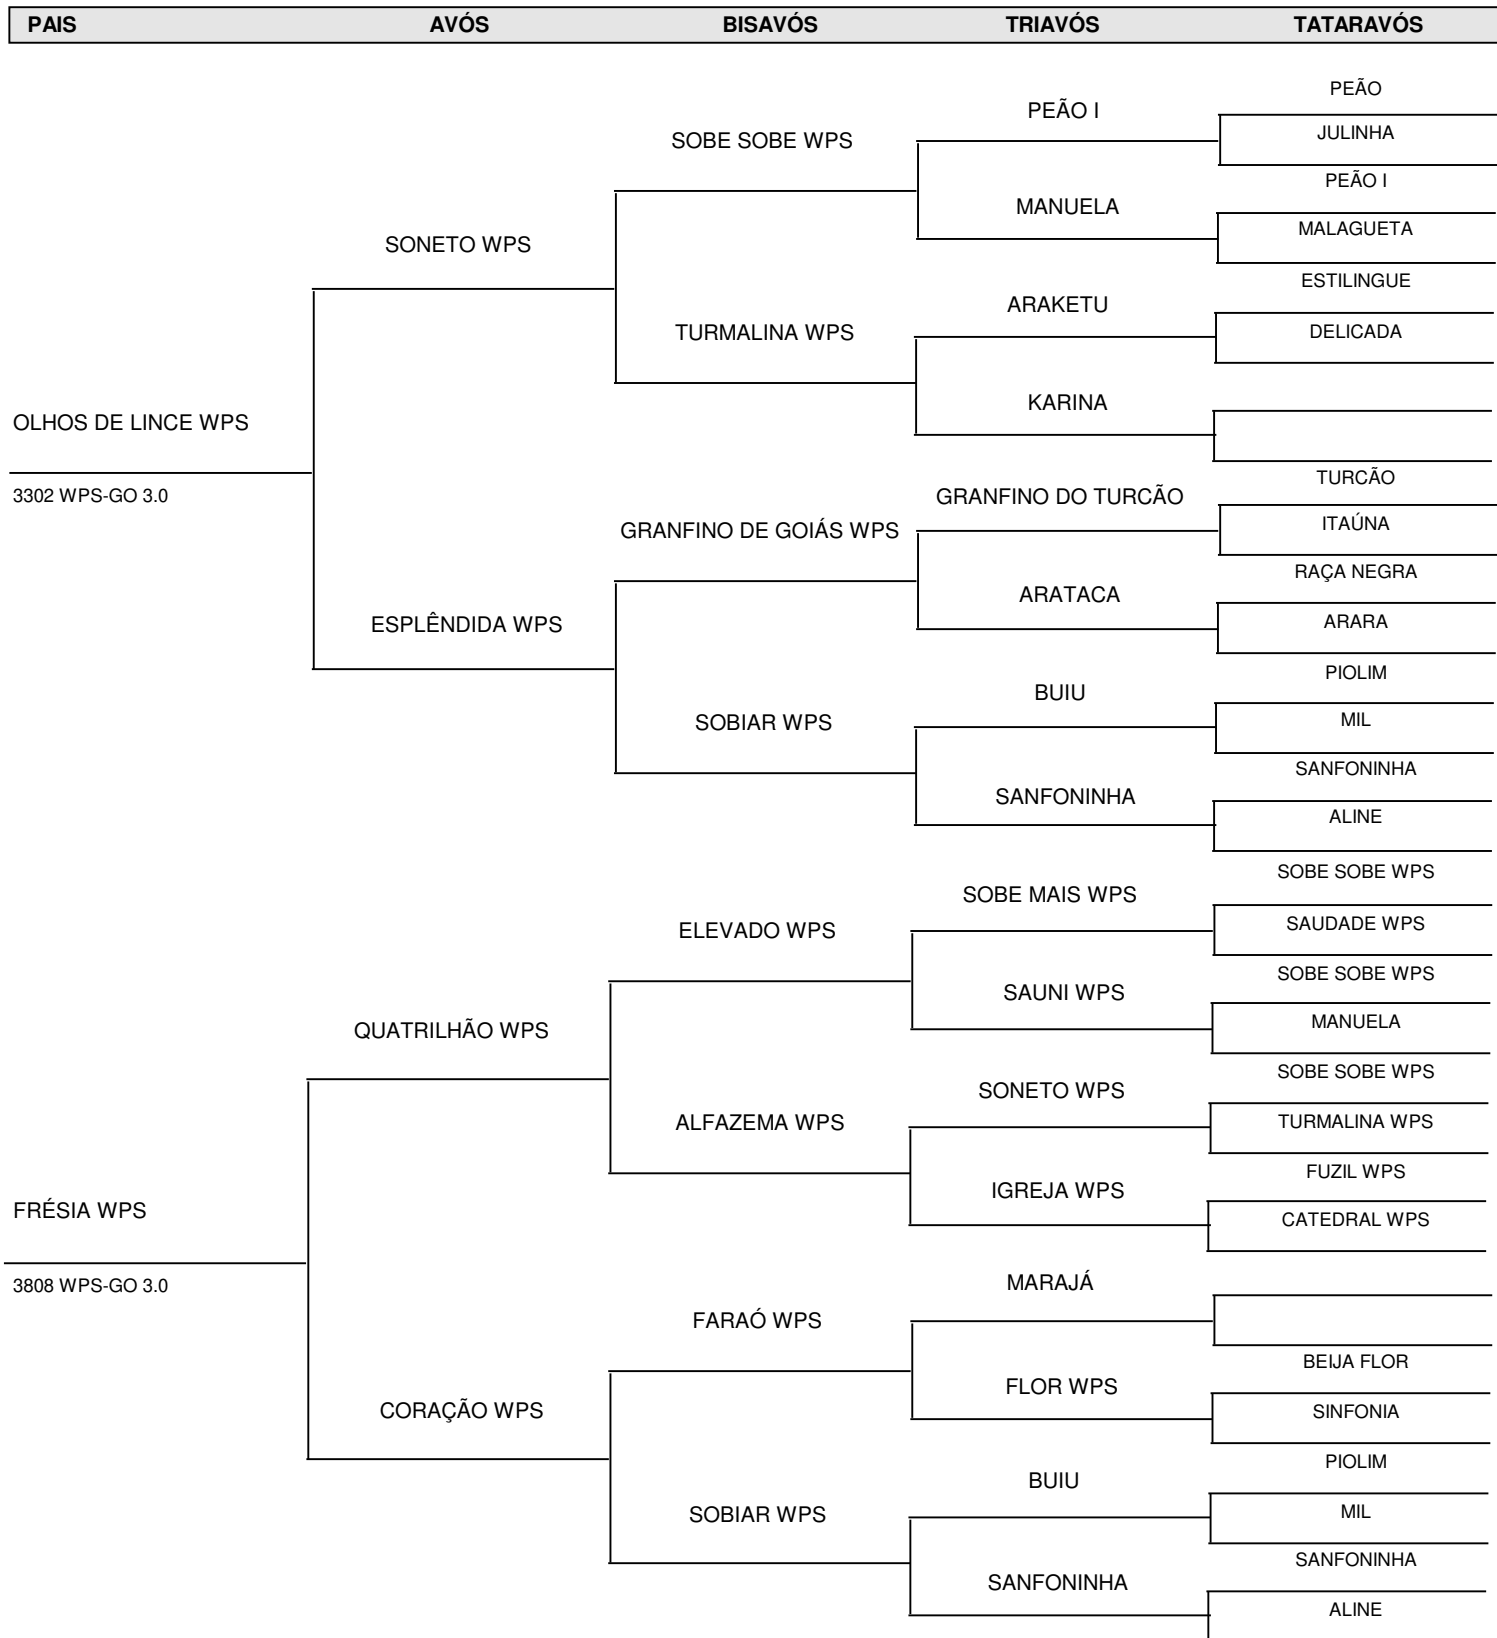 PAIS AVÓS BISAVÓS TRIAVÓS TATARAVÓS
PEÃO
PEÃO I
JULINHA
SOBE SOBE WPS
PEÃO I
MANUELA
MALAGUETA
SONETO WPS
ESTILINGUE
ARAKETU
TURMALINA WPS
DELICADA
KARINA
OLHOS DE LINCE WPS
TURCÃO
3302 WPS-GO 3.0
GRANFINO DO TURCÃO
ITAÚNA
GRANFINO DE GOIÁS WPS
RAÇA NEGRA
ARATACA
ARARA
ESPLÊNDIDA WPS
PIOLIM
BUIU
MIL
SOBIAR WPS
SANFONINHA
SANFONINHA
ALINE
SOBE SOBE WPS
SOBE MAIS WPS
SAUDADE WPS
ELEVADO WPS
SOBE SOBE WPS
SAUNI WPS
MANUELA
QUATRILHÃO WPS
SOBE SOBE WPS
SONETO WPS
TURMALINA WPS
ALFAZEMA WPS
FUZIL WPS
IGREJA WPS
FRÉSIA WPS
CATEDRAL WPS
3808 WPS-GO 3.0
MARAJÁ
FARAÓ WPS
BEIJA FLOR
FLOR WPS
CORAÇÃO WPS
SINFONIA
PIOLIM
BUIU
MIL
SOBIAR WPS
SANFONINHA
SANFONINHA
ALINE